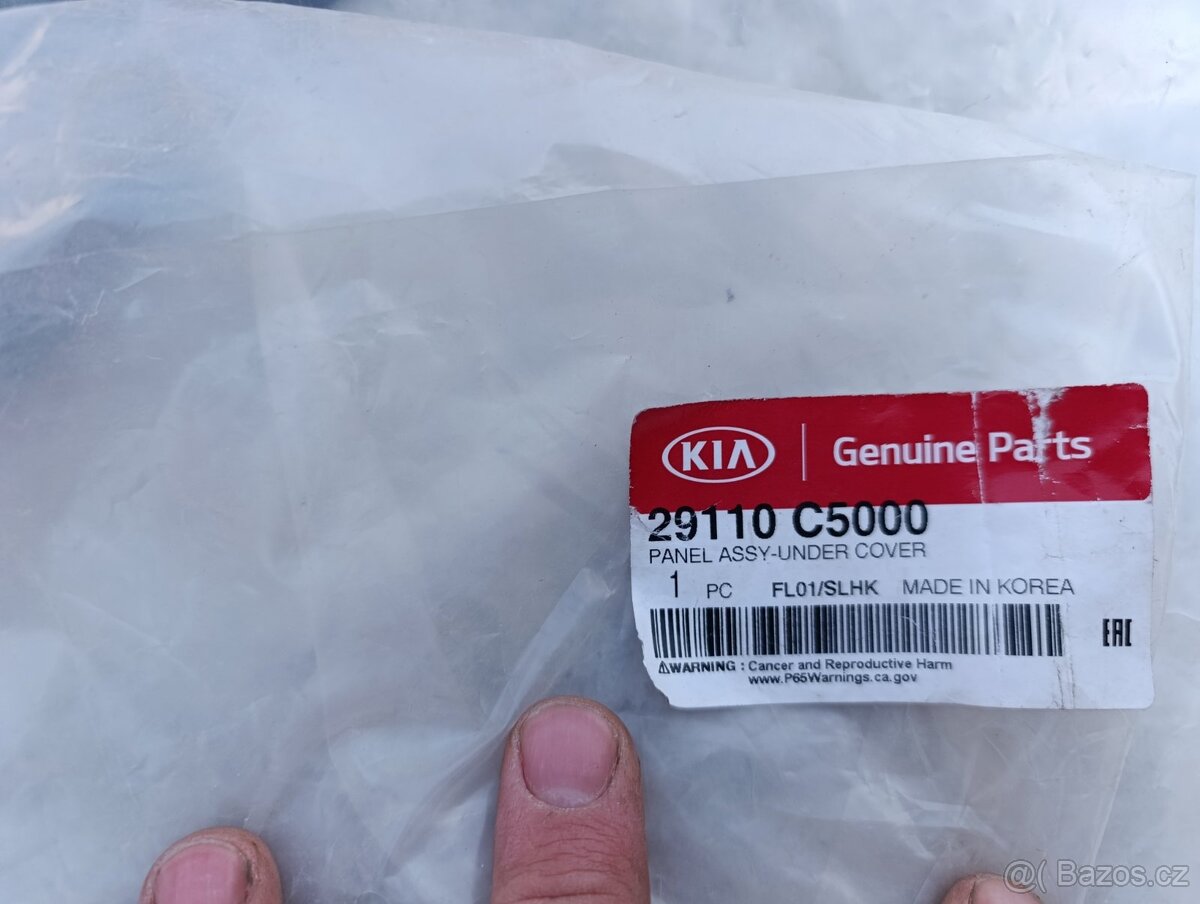 KIA Genuine Parts
29110 C5000
PANEL ASSY-UNDER COVER
1 PC FL01/SLHK MADE IN KOREA
EAC
⚠WARNING : Cancer and Reproductive Harm
www.P65Warnings.ca.gov
@( Bazos.cz